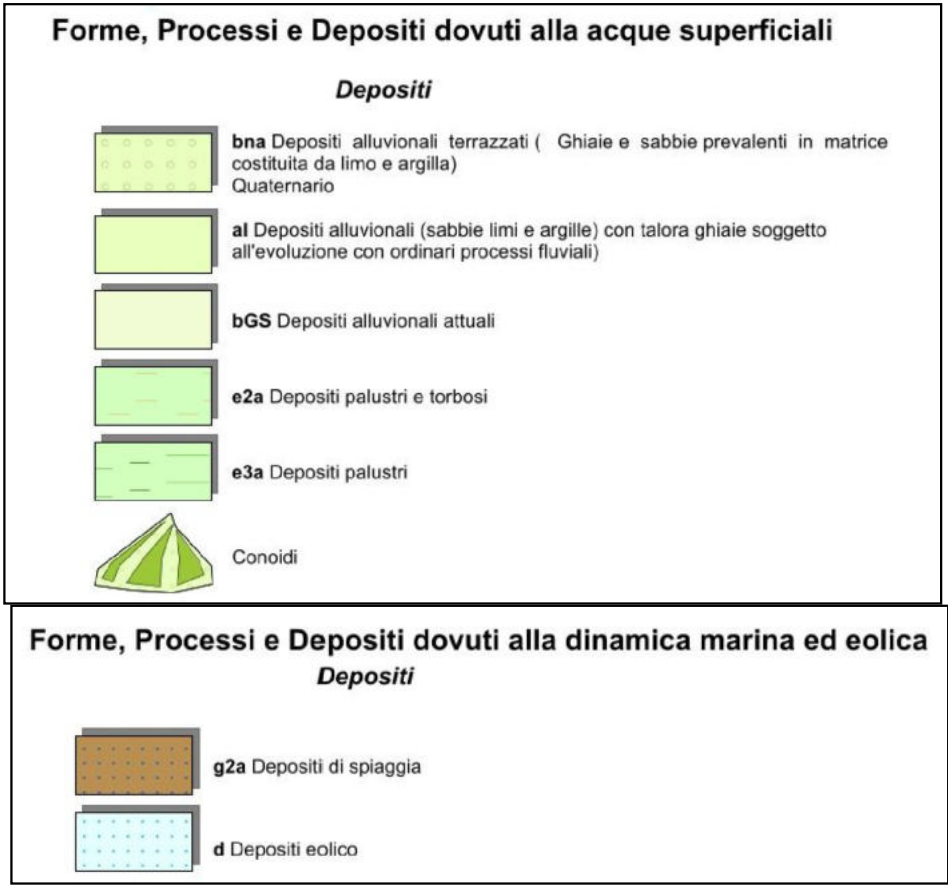 Forme, Processi e Depositi dovuti alla acque superficiali
Depositi
bna Depositi alluvionali terrazzati ( Ghiaie e sabbie prevalenti in matrice
costituita da limo e argilla)
Quaternario
al Depositi alluvionali (sabbie limi e argille) con talora ghiaie soggetto
all'evoluzione con ordinari processi fluviali)
bGS Depositi alluvionali attuali
e2a Depositi palustri e torbosi
e3a Depositi palustri
Conoidi
Forme, Processi e Depositi dovuti alla dinamica marina ed eolica
Depositi
g2a Depositi di spiaggia
d Depositi eolico